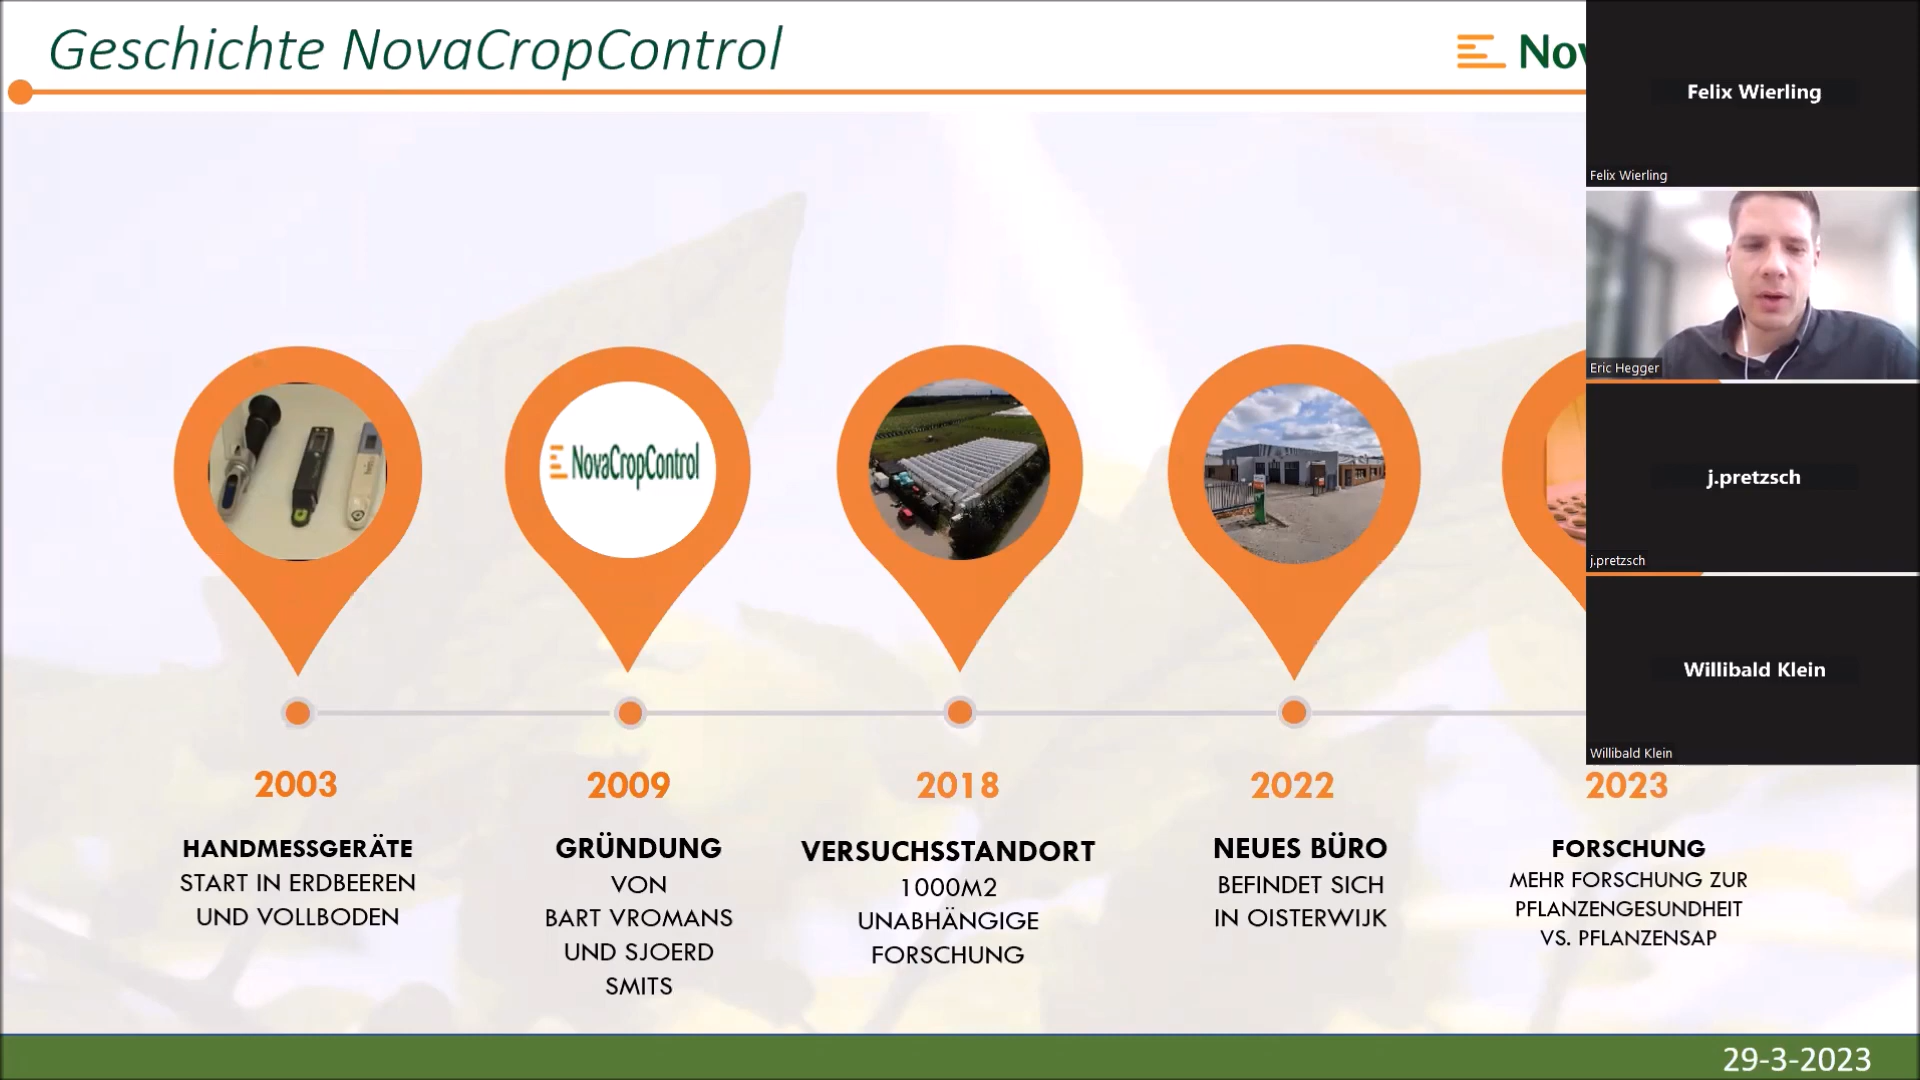 Geschichte NovaCropControl
NovaCropControl
2003
HANDMESSGERÄTE
START IN ERDBEEREN
UND VOLLBODEN
2009
GRÜNDUNG
VON
BART VROMANS
UND SJOERD
SMITS
2018
VERSUCHSSTANDORT
1000M2
UNABHÄNGIGE
FORSCHUNG
2022
NEUES BÜRO
BEFINDET SICH
IN OISTERWIJK
2023
FORSCHUNG
MEHR FORSCHUNG ZUR
PFLANZENGESUNDHEIT
VS. PFLANZENSAP
Felix Wierling
Felix Wierling
Eric Hegger
j.pretzsch
j.pretzsch
Willibald Klein
Willibald Klein
29-3-2023